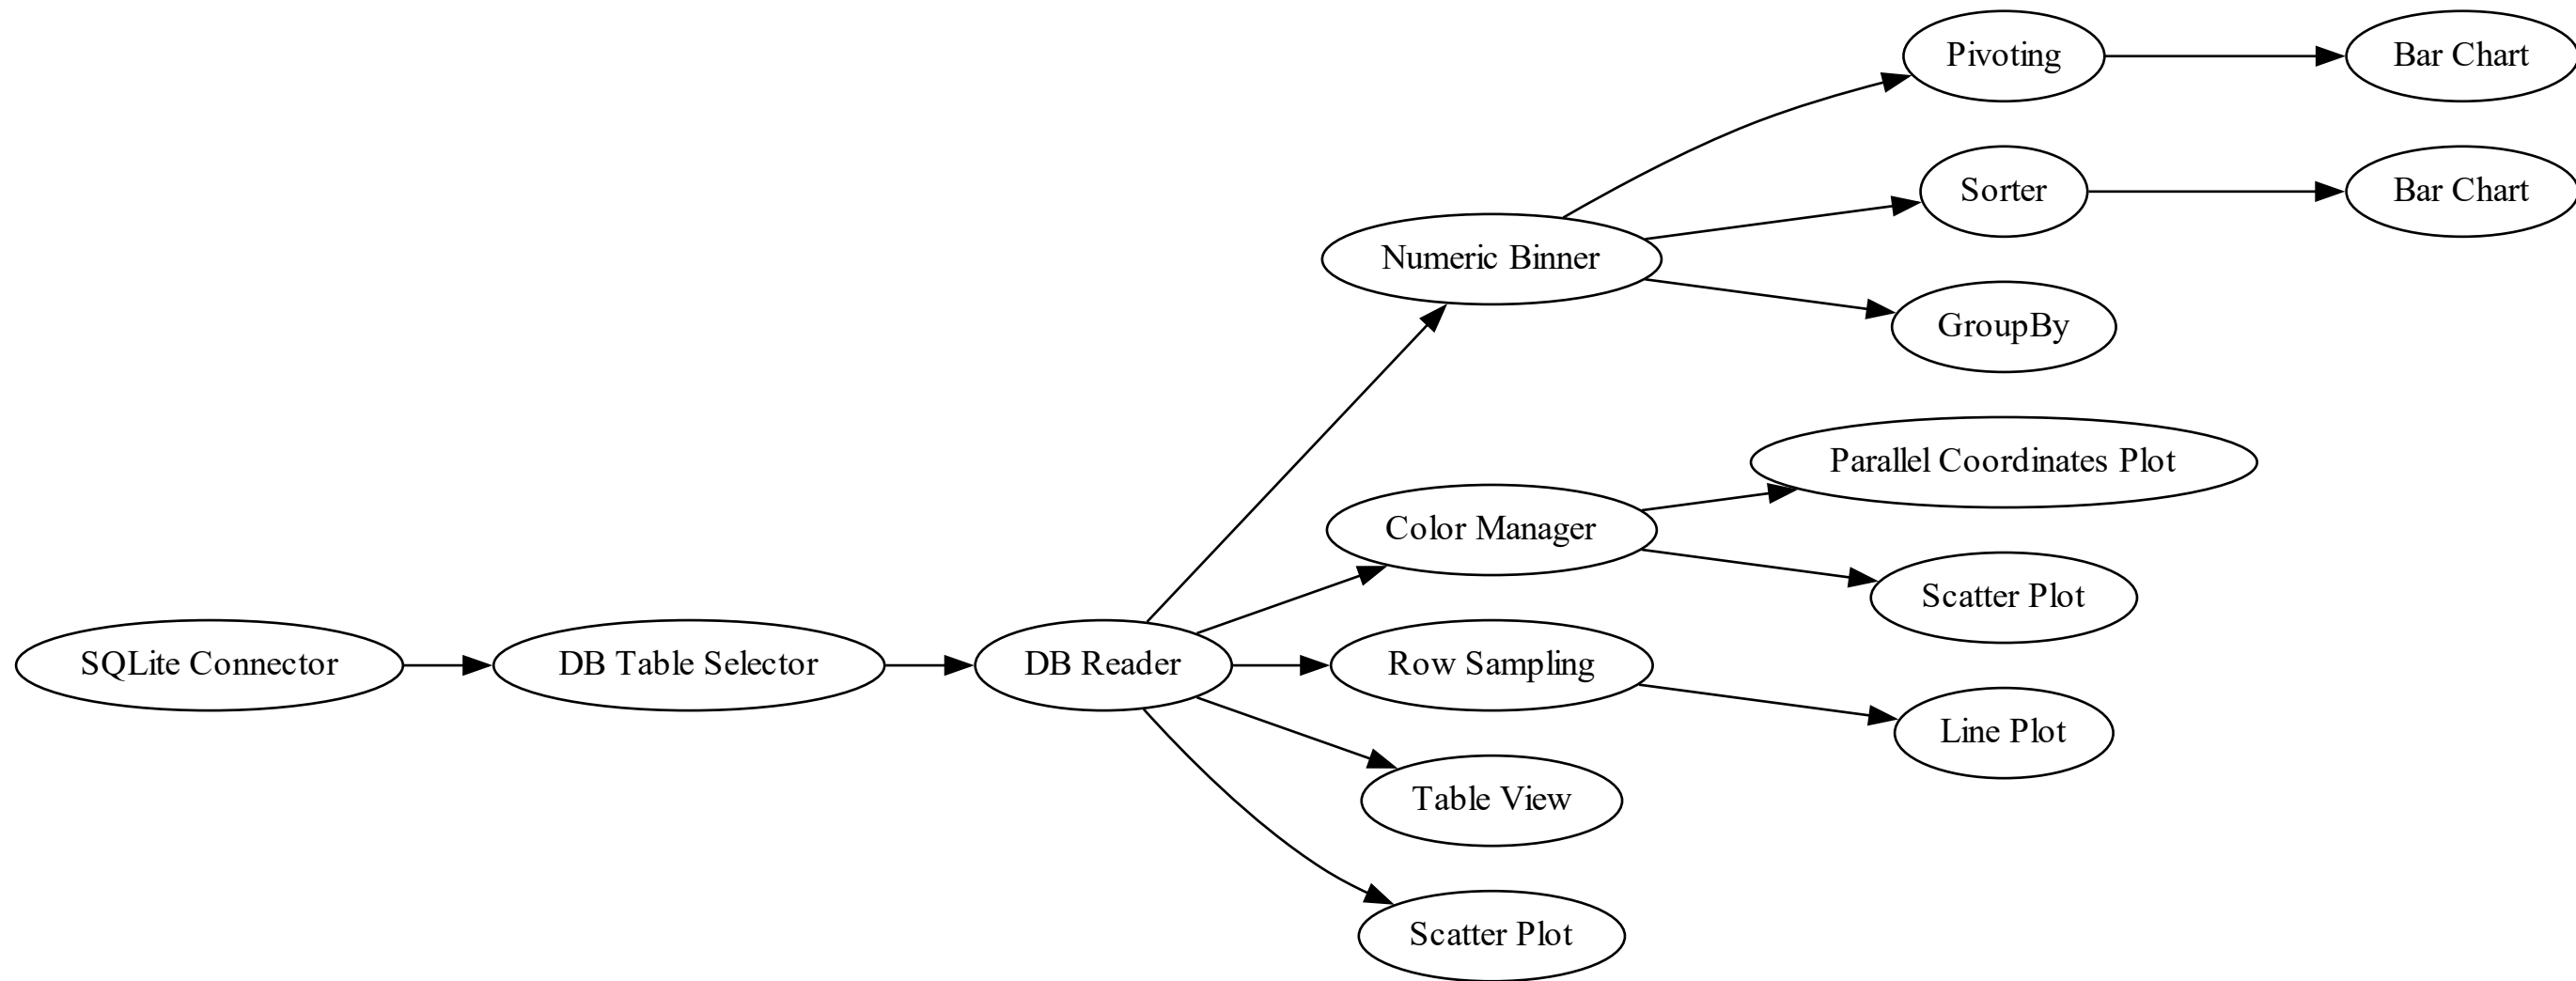 Pivoting
Bar Chart
Sorter
Bar Chart
Numeric Binner
GroupBy
Parallel Coordinates Plot
Color Manager
Scatter Plot
SQLite Connector
DB Table Selector
DB Reader
Row Sampling
Line Plot
Table View
Scatter Plot